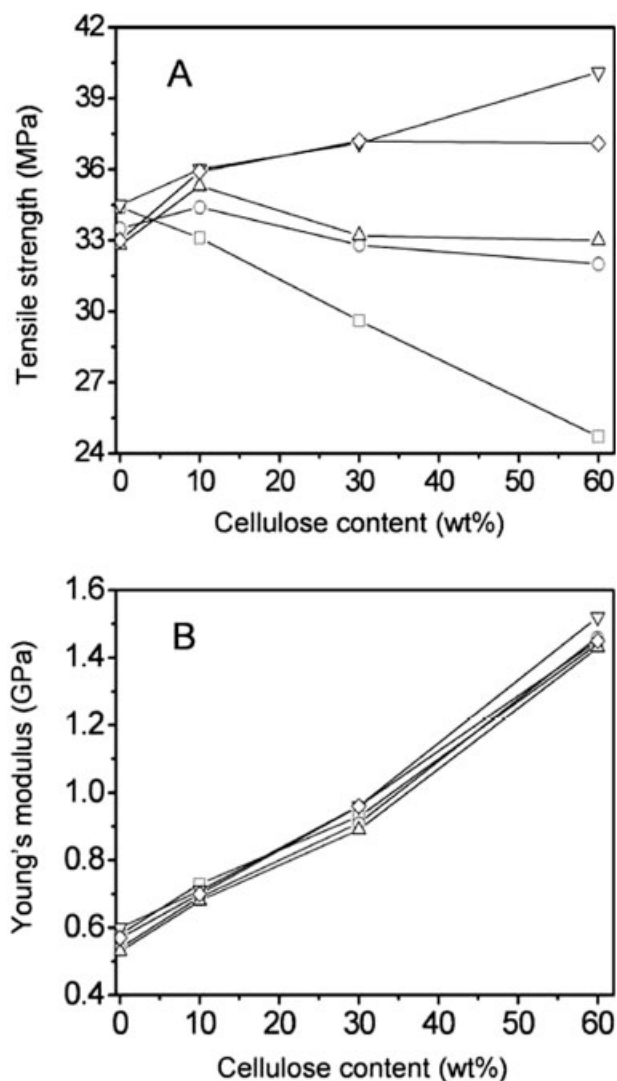 42
A
39
36
33
30
27
24
Tensile strength (MPa)
0 10 20 30 40 50 60
Cellulose content (wt%)
1.6
B
1.4
1.2
1.0
0.8
0.6
0.4
Young's modulus (GPa)
0 10 20 30 40 50 60
Cellulose content (wt%)